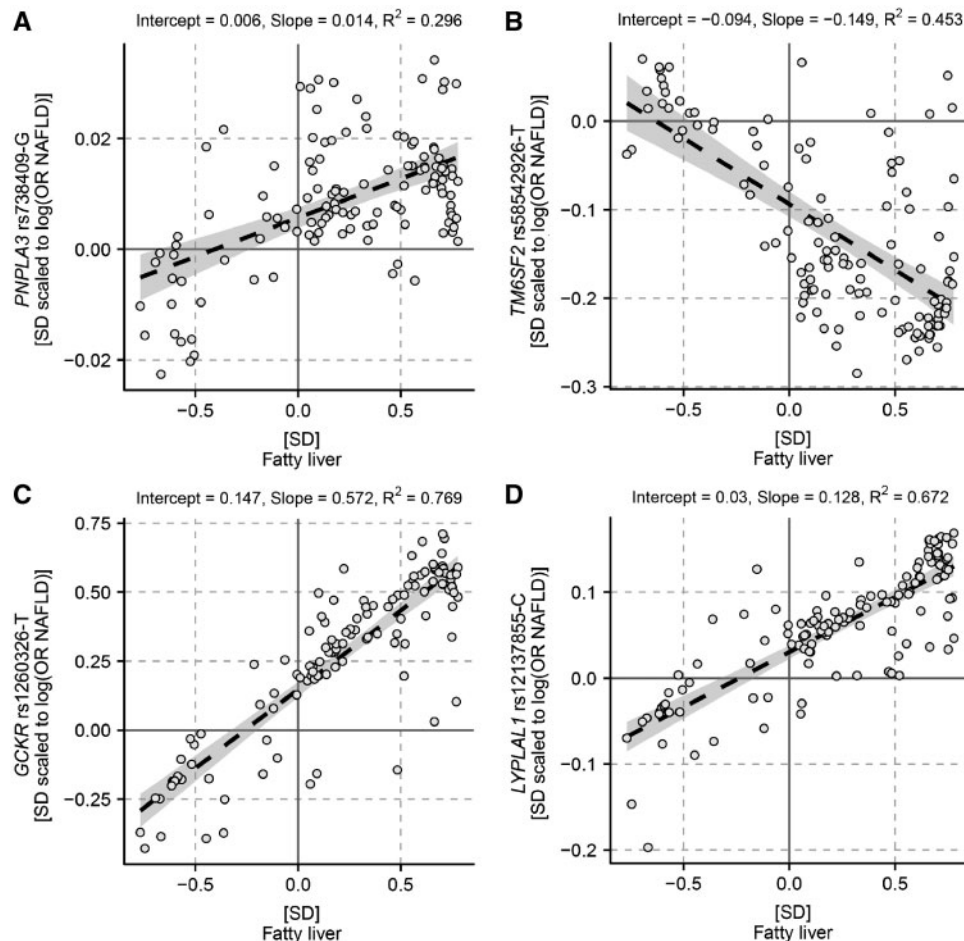 A
Intercept = 0.006, Slope = 0.014, R² = 0.296
PNPLA3 rs738409-G
[SD scaled to log(OR NAFLD)]
0.02
0.00
−0.02
−0.5
0.0
0.5
[SD]
Fatty liver
B
Intercept = −0.094, Slope = −0.149, R² = 0.453
TM6SF2 rs58542926-T
[SD scaled to log(OR NAFLD)]
0.0
−0.1
−0.2
−0.3
−0.5
0.0
0.5
[SD]
Fatty liver
C
Intercept = 0.147, Slope = 0.572, R² = 0.769
GCKR rs1260326-T
[SD scaled to log(OR NAFLD)]
0.75
0.50
0.25
0.00
−0.25
−0.5
0.0
0.5
[SD]
Fatty liver
D
Intercept = 0.03, Slope = 0.128, R² = 0.672
LYPLAL1 rs12137855-C
[SD scaled to log(OR NAFLD)]
0.1
0.0
−0.1
−0.2
−0.5
0.0
0.5
[SD]
Fatty liver